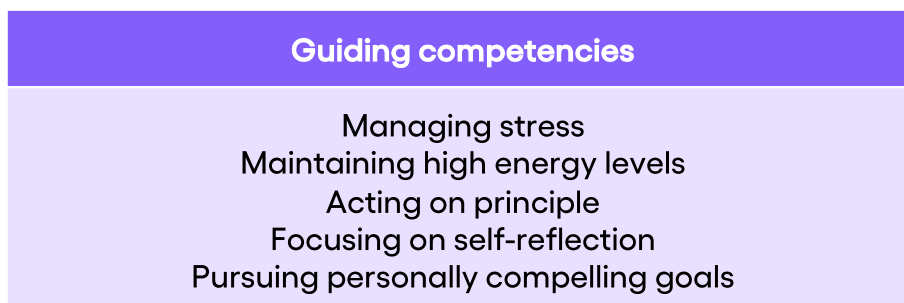 Guiding competencies
Managing stress
Maintaining high energy levels
Acting on principle
Focusing on self-reflection
Pursuing personally compelling goals